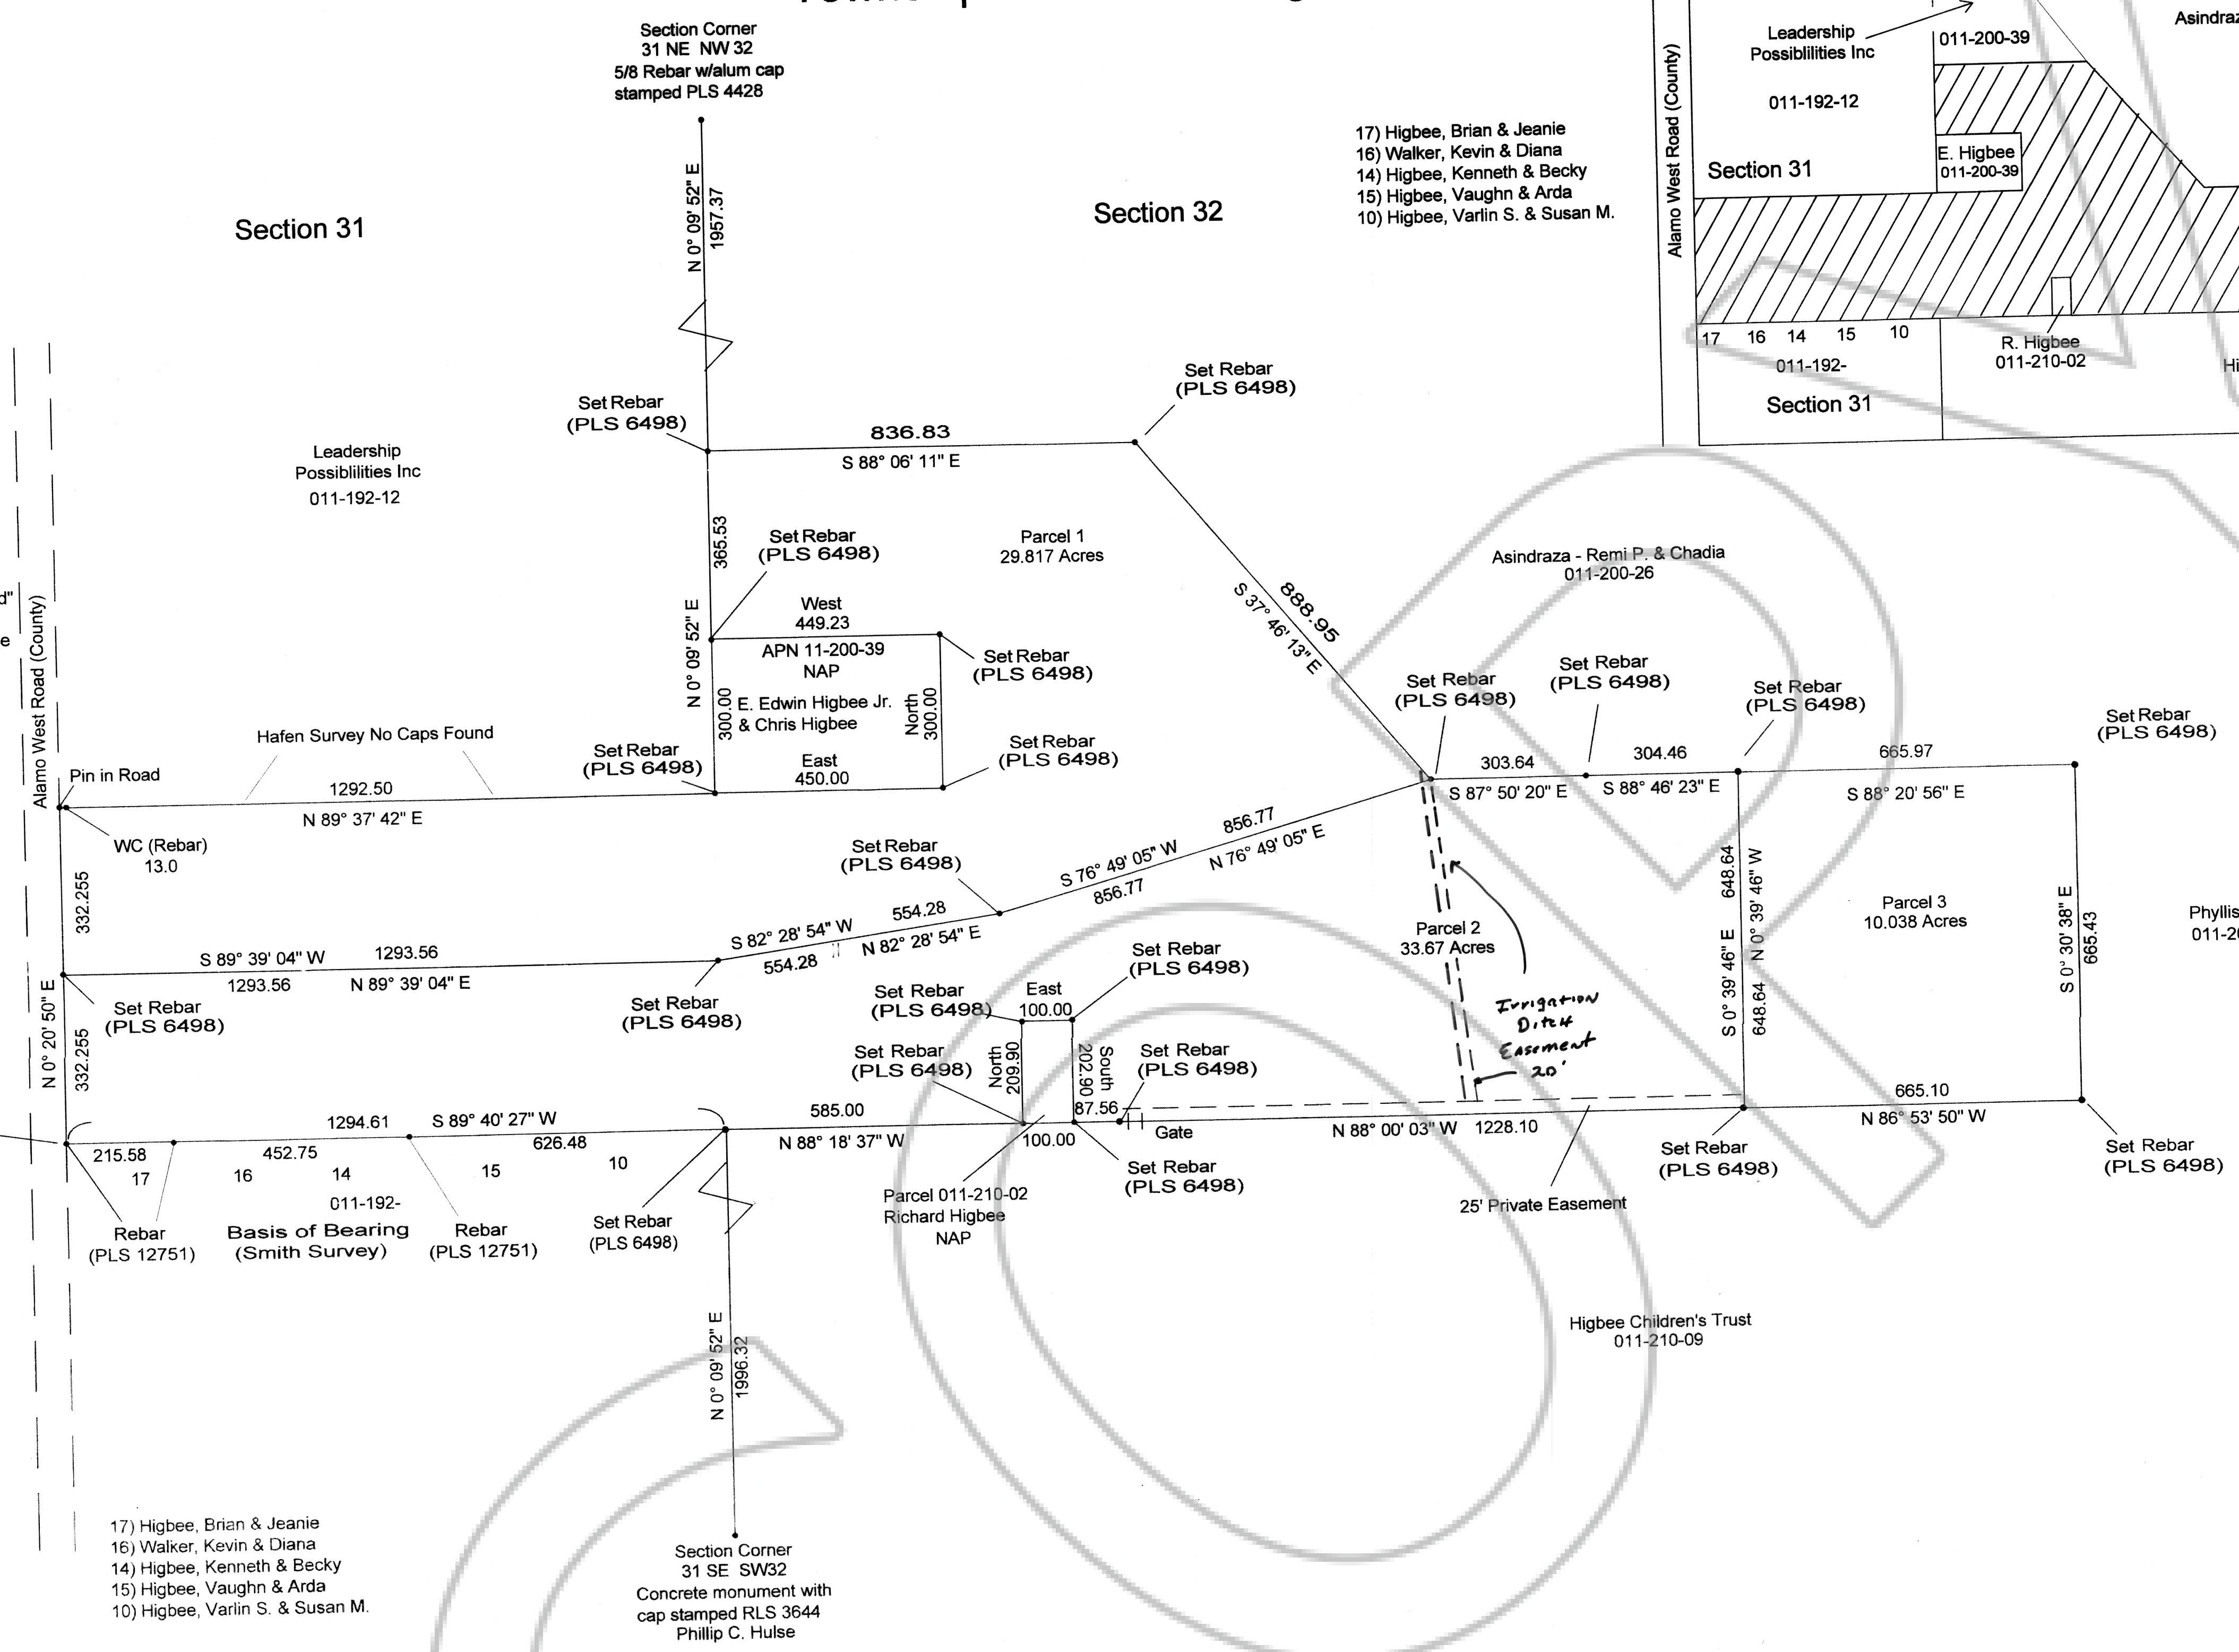 Section Corner
31 NE NW 32
5/8 Rebar w/alum cap
stamped PLS 4428
N 0° 09' 52" E
1957.37
Section 31
Section 32
17) Higbee, Brian & Jeanie
16) Walker, Kevin & Diana
14) Higbee, Kenneth & Becky
15) Higbee, Vaughn & Arda
10) Higbee, Varlin S. & Susan M.
Alamo West Road (County)
Leadership
Possiblilities Inc
011-192-12
Section 31
011-200-39
E. Higbee
011-200-39
17 16 14 15 10
011-192-
Section 31
R. Higbee
011-210-02
Set Rebar
(PLS 6498)
Set Rebar
(PLS 6498)
836.83
S 88° 06' 11" E
Leadership
Possiblilities Inc
011-192-12
365.53
N 0° 09' 52" E
Set Rebar
(PLS 6498)
Parcel 1
29.817 Acres
West
449.23
APN 11-200-39
NAP
E. Edwin Higbee Jr.
& Chris Higbee
300.00
North
300.00
East
450.00
Set Rebar
(PLS 6498)
Set Rebar
(PLS 6498)
Set Rebar
(PLS 6498)
888.95
S 37° 46' 13" E
Asindraza - Remi P. & Chadia
011-200-26
Set Rebar
(PLS 6498)
Set Rebar
(PLS 6498)
Set Rebar
(PLS 6498)
Set Rebar
(PLS 6498)
303.64
S 87° 50' 20" E
304.46
S 88° 46' 23" E
665.97
S 88° 20' 56" E
Alamo West Road (County)
Hafen Survey No Caps Found
Pin in Road
1292.50
N 89° 37' 42" E
WC (Rebar)
13.0
332.255
Set Rebar
(PLS 6498)
S 76° 49' 05" W
856.77
856.77
N 76° 49' 05" E
S 82° 28' 54" W
554.28
554.28
N 82° 28' 54" E
S 89° 39' 04" W
1293.56
1293.56
N 89° 39' 04" E
Set Rebar
(PLS 6498)
Set Rebar
(PLS 6498)
N 0° 20' 50" E
332.255
Parcel 2
33.67 Acres
Irrigation
Ditch
Easement
20'
648.64
S 0° 39' 46" E
N 0° 39' 46" W
648.64
Parcel 3
10.038 Acres
S 0° 30' 38" E
665.43
Phyllis
Set Rebar
(PLS 6498)
Set Rebar
(PLS 6498)
East
100.00
Set Rebar
(PLS 6498)
North
209.90
South
202.90
Set Rebar
(PLS 6498)
87.56
Gate
585.00
N 88° 18' 37" W
100.00
N 88° 00' 03" W
1228.10
665.10
N 86° 53' 50" W
Set Rebar
(PLS 6498)
Set Rebar
(PLS 6498)
Set Rebar
(PLS 6498)
25' Private Easement
Parcel 011-210-02
Richard Higbee
NAP
1294.61
S 89° 40' 27" W
215.58
452.75
626.48
17 16 14 15 10
011-192-
Basis of Bearing
(Smith Survey)
Rebar
(PLS 12751)
Rebar
(PLS 12751)
Set Rebar
(PLS 6498)
N 0° 09' 52" E
1996.32
Higbee Children's Trust
011-210-09
17) Higbee, Brian & Jeanie
16) Walker, Kevin & Diana
14) Higbee, Kenneth & Becky
15) Higbee, Vaughn & Arda
10) Higbee, Varlin S. & Susan M.
Section Corner
31 SE SW32
Concrete monument with
cap stamped RLS 3644
Phillip C. Hulse